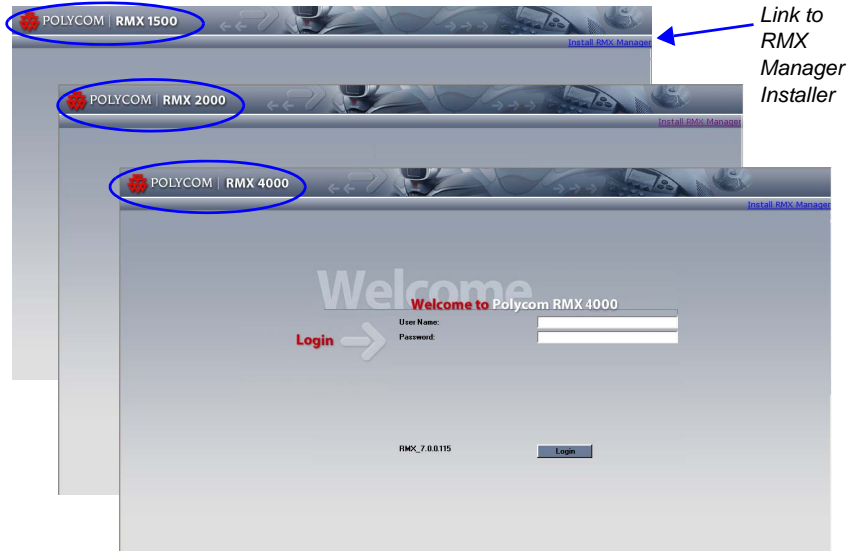 POLYCOM | RMX 1500
Install RMX Manager
Link to
RMX
Manager
Installer
POLYCOM | RMX 2000
Install RMX Manager
POLYCOM | RMX 4000
Install RMX Manager
Welcome
Welcome to Polycom RMX 4000
User Name:
Login
Password:
RMX_7.0.0.115
Login